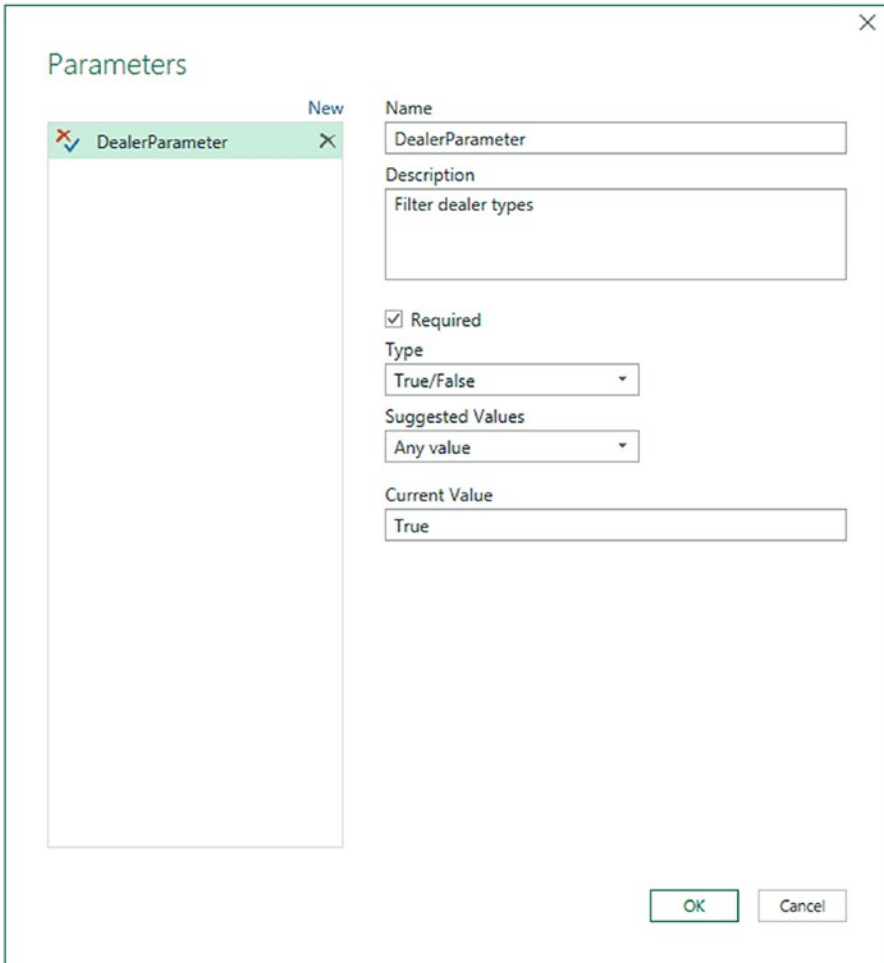 Parameters
New
DealerParameter
Name
DealerParameter
Description
Filter dealer types
Required
Type
True/False
Suggested Values
Any value
Current Value
True
OK
Cancel